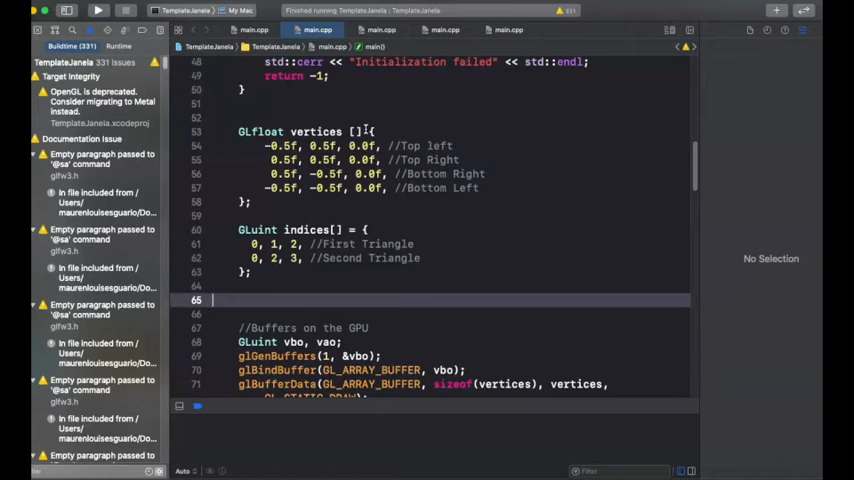 TemplateJanela
My Mac
Finished running TemplateJanela : TemplateJanela
331
main.cpp
main.cpp
main.cpp
main.cpp
main.cpp
Buildtime (331)
Runtime
TemplateJanela
TemplateJanela
main.cpp
main()
TemplateJanela 331 Issues
Target Integrity
OpenGL is deprecated.
Consider migrating to Metal
instead.
TemplateJanela.xcodeproj
Documentation Issue
Empty paragraph passed to
'@sa' command
glfw3.h
In file included from /
Users/
maurenlouisesguario/Do...
Empty paragraph passed to
'@sa' command
glfw3.h
In file included from /
Users/
maurenlouisesguario/Do...
Empty paragraph passed to
'@sa' command
glfw3.h
In file included from /
Users/
maurenlouisesguario/Do...
Empty paragraph passed to
'@sa' command
glfw3.h
In file included from /
Users/
maurenlouisesguario/Do...
Empty paragraph passed to
48 std::cerr << "Initialization failed" << std::endl;
49 return -1;
50 }
51
52
53 GLfloat vertices []{
54 -0.5f, 0.5f, 0.0f, //Top left
55 0.5f, 0.5f, 0.0f, //Top Right
56 0.5f, -0.5f, 0.0f, //Bottom Right
57 -0.5f, -0.5f, 0.0f, //Bottom Left
58 };
59
60 GLuint indices[] = {
61 0, 1, 2, //First Triangle
62 0, 2, 3, //Second Triangle
63 };
64
65
66
67 //Buffers on the GPU
68 GLuint vbo, vao;
69 glGenBuffers(1, &vbo);
70 glBindBuffer(GL_ARRAY_BUFFER, vbo);
71 glBufferData(GL_ARRAY_BUFFER, sizeof(vertices), vertices,
GL_STATIC_DRAW);
No Selection
Auto
Filter